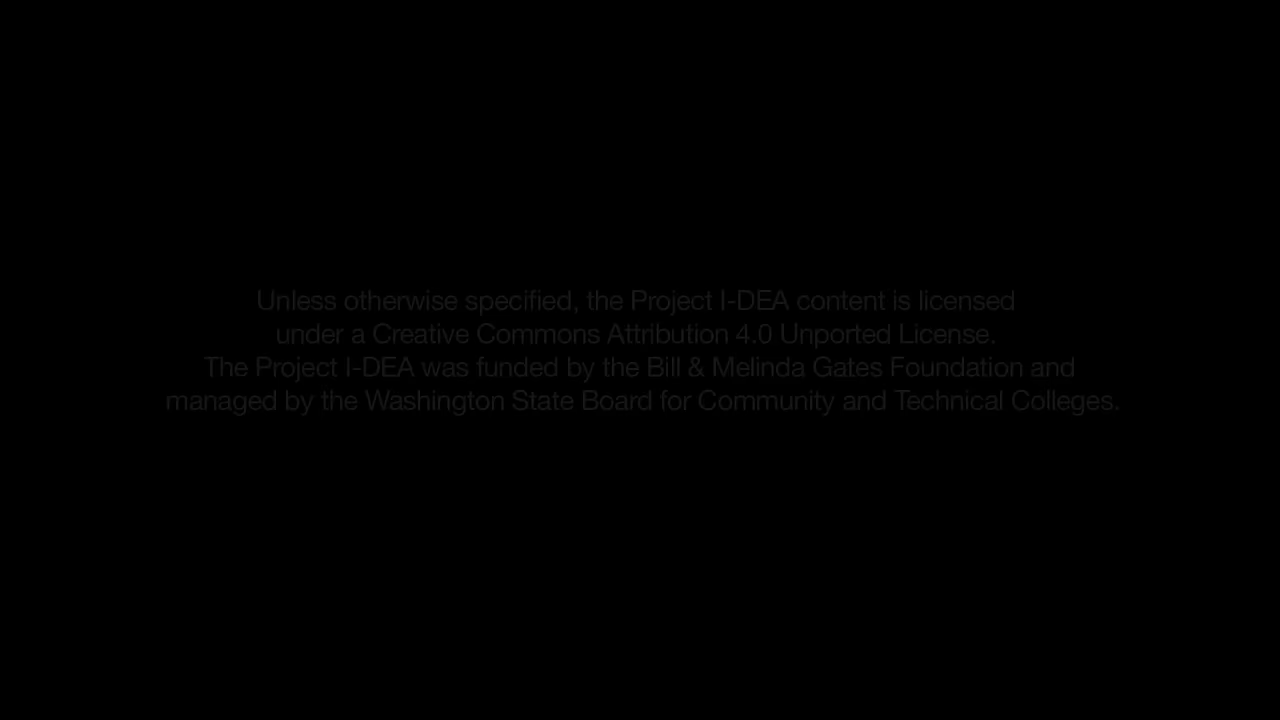 Unless otherwise specified, the Project I-DEA content is licensed
under a Creative Commons Attribution 4.0 Unported License.
The Project I-DEA was funded by the Bill & Melinda Gates Foundation and
managed by the Washington State Board for Community and Technical Colleges.